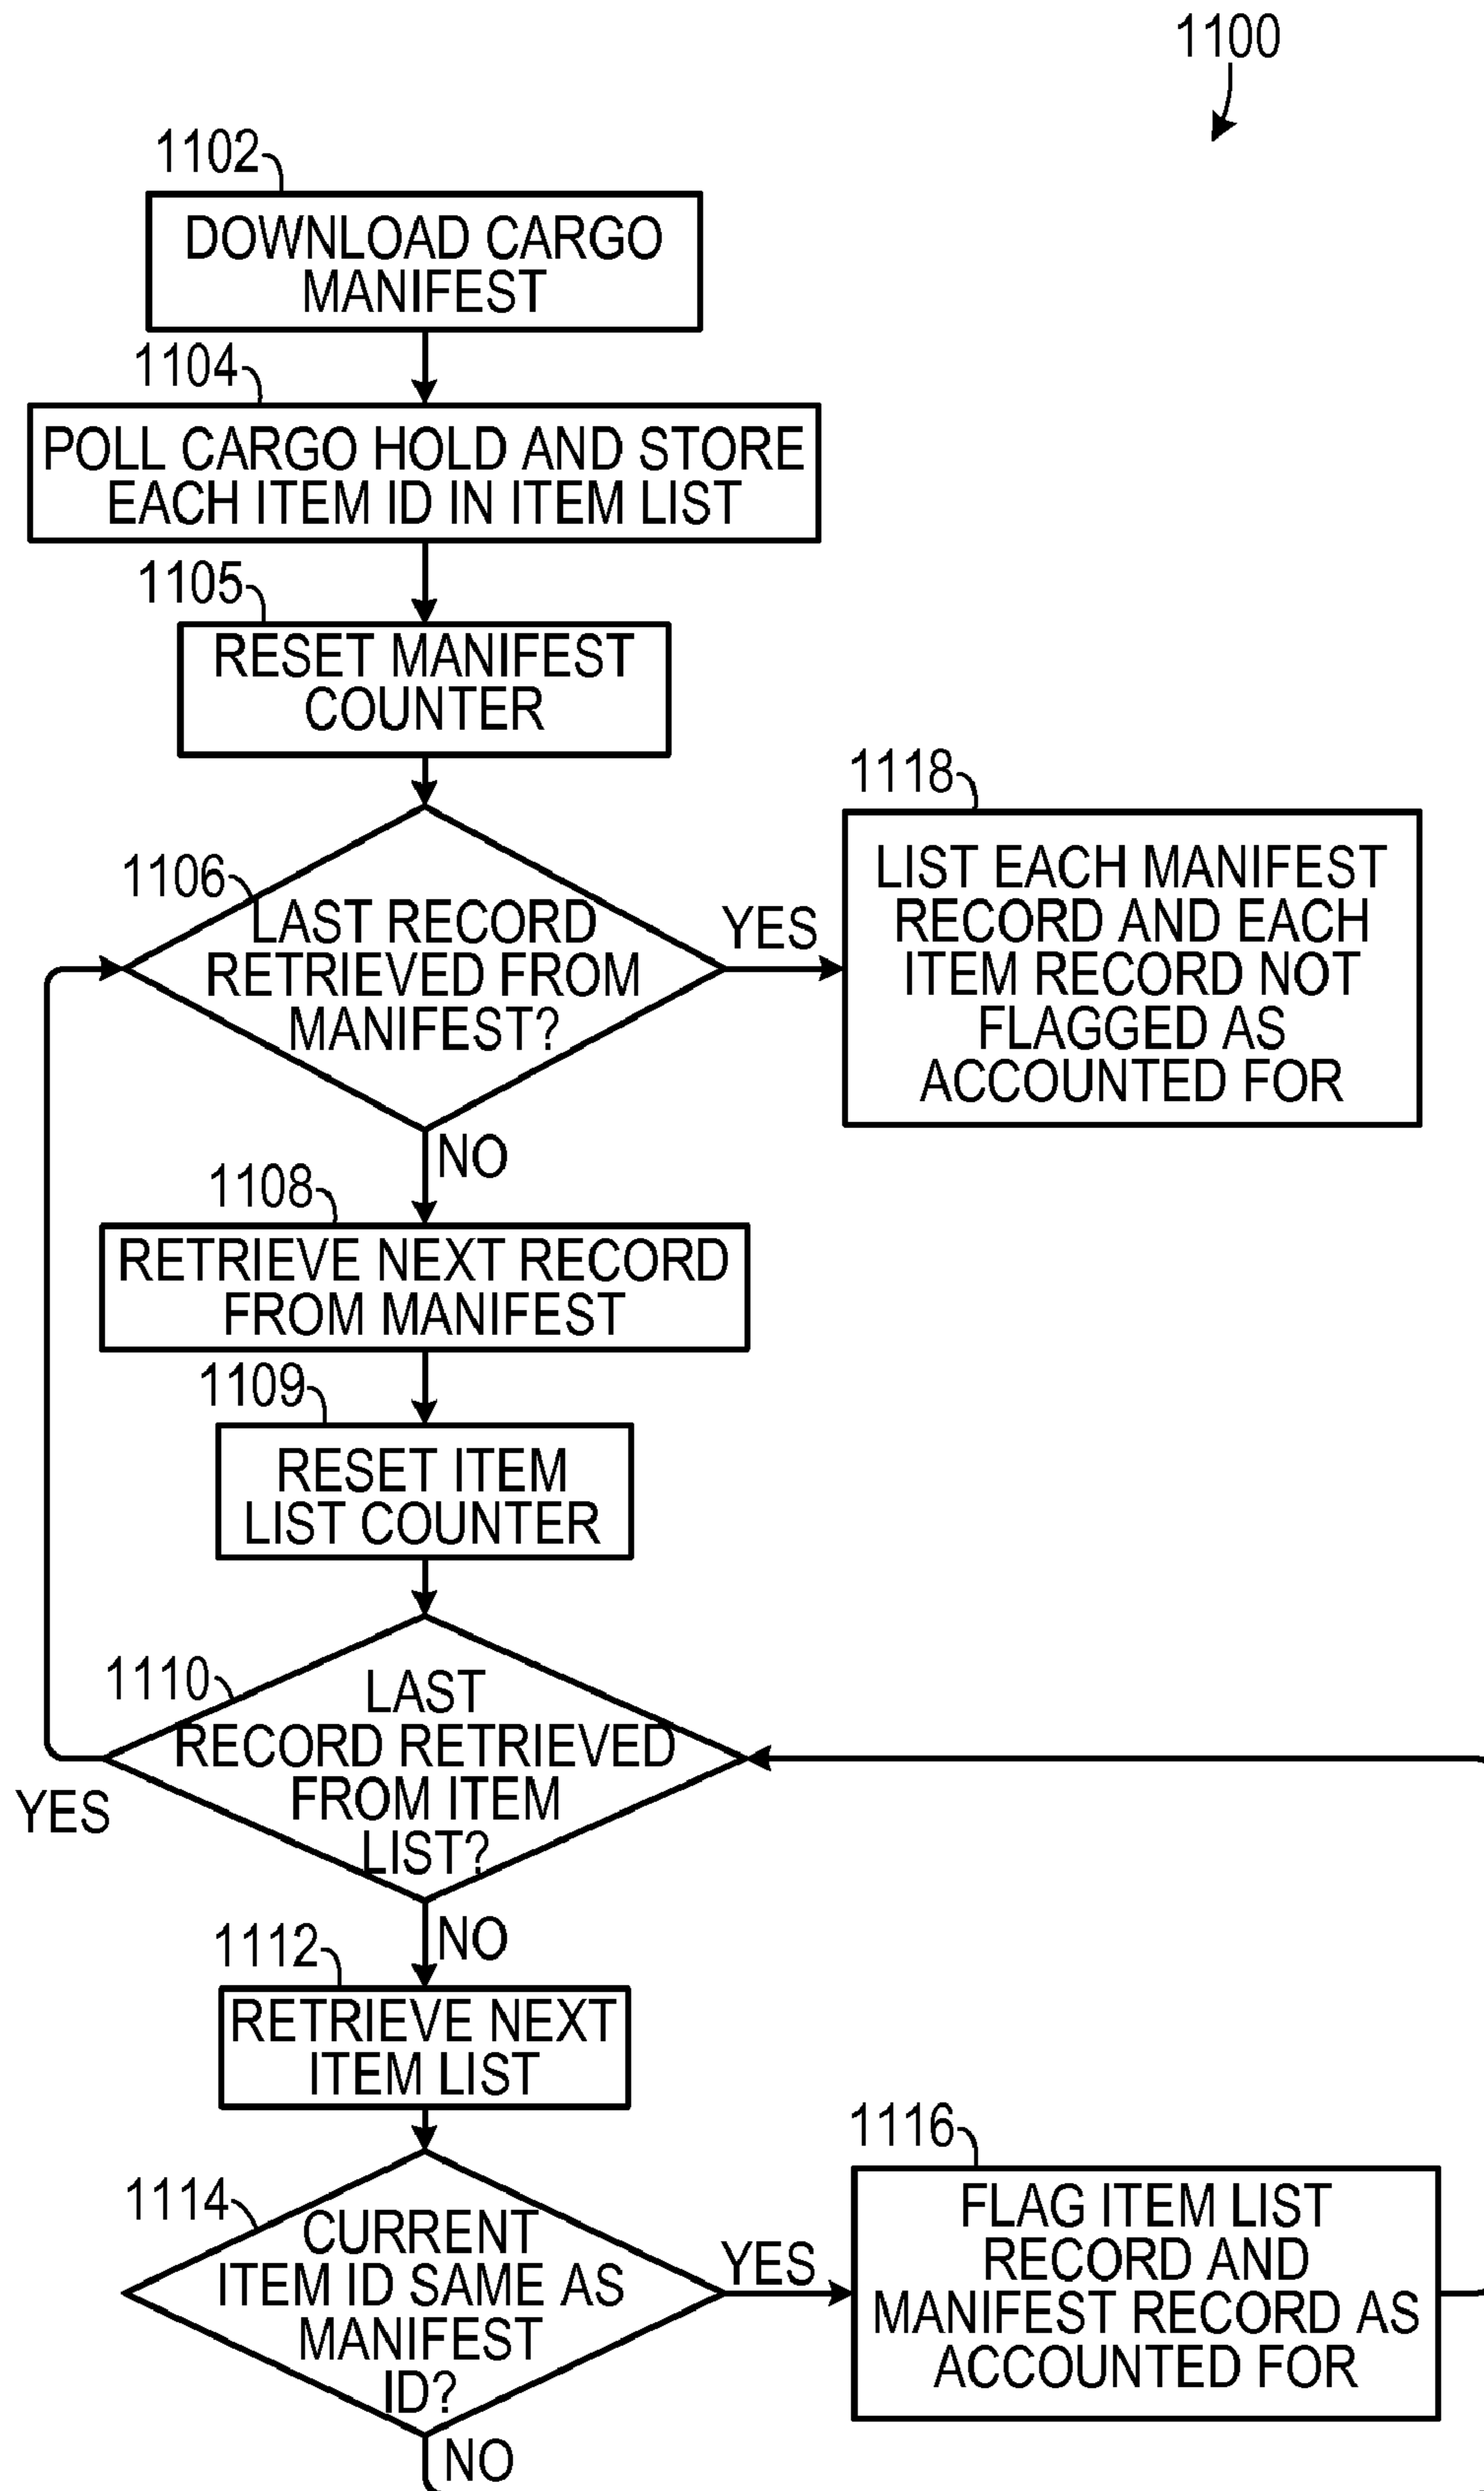 1100
1102
DOWNLOAD CARGO
MANIFEST
1104
POLL CARGO HOLD AND STORE
EACH ITEM ID IN ITEM LIST
1105
RESET MANIFEST
COUNTER
1106
LAST RECORD
RETRIEVED FROM
MANIFEST?
YES
1118
LIST EACH MANIFEST
RECORD AND EACH
ITEM RECORD NOT
FLAGGED AS
ACCOUNTED FOR
NO
1108
RETRIEVE NEXT RECORD
FROM MANIFEST
1109
RESET ITEM
LIST COUNTER
1110
LAST
RECORD RETRIEVED
FROM ITEM
LIST?
YES
NO
1112
RETRIEVE NEXT
ITEM LIST
1114
CURRENT
ITEM ID SAME AS
MANIFEST
ID?
YES
1116
FLAG ITEM LIST
RECORD AND
MANIFEST RECORD AS
ACCOUNTED FOR
NO